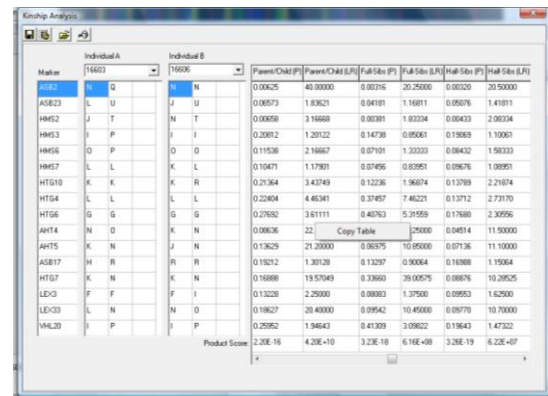 Kinship Analysis
Individual A Individual B
Marker 16603 16606 Parent/Child (P) Parent/Child (LR) Full-Sibs (P) Full-Sibs (LR) Half-Sibs (P) Half-Sibs (LR)
ASB2 N Q N N 0.00625 40.00000 0.00316 20.25000 0.00320 20.50000
ASB23 L U J U 0.06573 1.83621 0.04181 1.16811 0.05076 1.41811
HMS2 J T N T 0.00658 3.16668 0.00381 1.83334 0.00433 2.08334
HMS3 I P I I 0.20812 1.20122 0.14738 0.85061 0.19069 1.10061
HMS6 O P O O 0.11538 2.16667 0.07101 1.33333 0.08432 1.58333
HMS7 L L K L 0.10471 1.17901 0.07456 0.83951 0.09676 1.08951
HTG10 K K K R 0.21364 3.43749 0.12236 1.96874 0.13789 2.21874
HTG4 L L L L 0.22404 4.46341 0.37457 7.46221 0.13712 2.73170
HTG6 G G G G 0.27692 3.61111 0.40763 5.31559 0.17680 2.30556
AHT4 N O K N 0.08636 22. Copy Table 25000 0.04514 11.50000
AHT5 K N J N 0.13629 21.20000 0.06975 10.85000 0.07136 11.10000
ASB17 H R R R 0.19212 1.30128 0.13297 0.90064 0.16988 1.15064
HTG7 K N K N 0.16888 19.57049 0.33660 39.00575 0.08876 10.28525
LEX3 F F F I 0.13228 2.25000 0.08083 1.37500 0.09553 1.62500
LEX33 L N N O 0.18627 20.40000 0.09542 10.45000 0.09770 10.70000
VHL20 I P I P 0.25952 1.94643 0.41309 3.09822 0.19643 1.47322
Product Score: 2.20E-16 4.20E+10 3.23E-18 6.16E+08 3.26E-19 6.22E+07